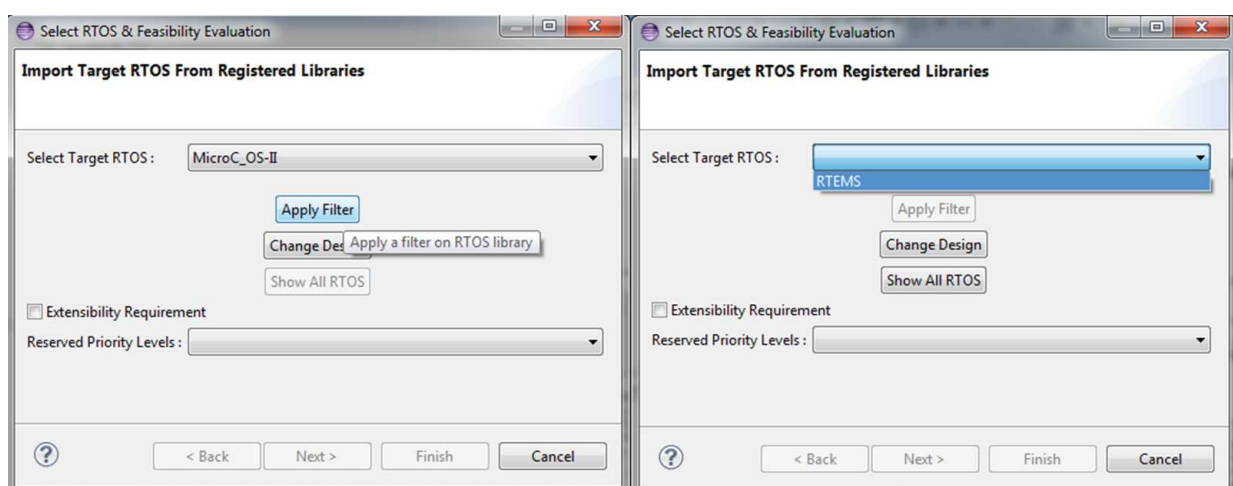 Select RTOS & Feasibility Evaluation
Import Target RTOS From Registered Libraries
Select Target RTOS :
MicroC_OS-II
Apply Filter
Change Des
Apply a filter on RTOS library
Show All RTOS
Extensibility Requirement
Reserved Priority Levels :
?
< Back
Next >
Finish
Cancel
Select RTOS & Feasibility Evaluation
Import Target RTOS From Registered Libraries
Select Target RTOS :
RTEMS
Apply Filter
Change Design
Show All RTOS
Extensibility Requirement
Reserved Priority Levels :
?
< Back
Next >
Finish
Cancel